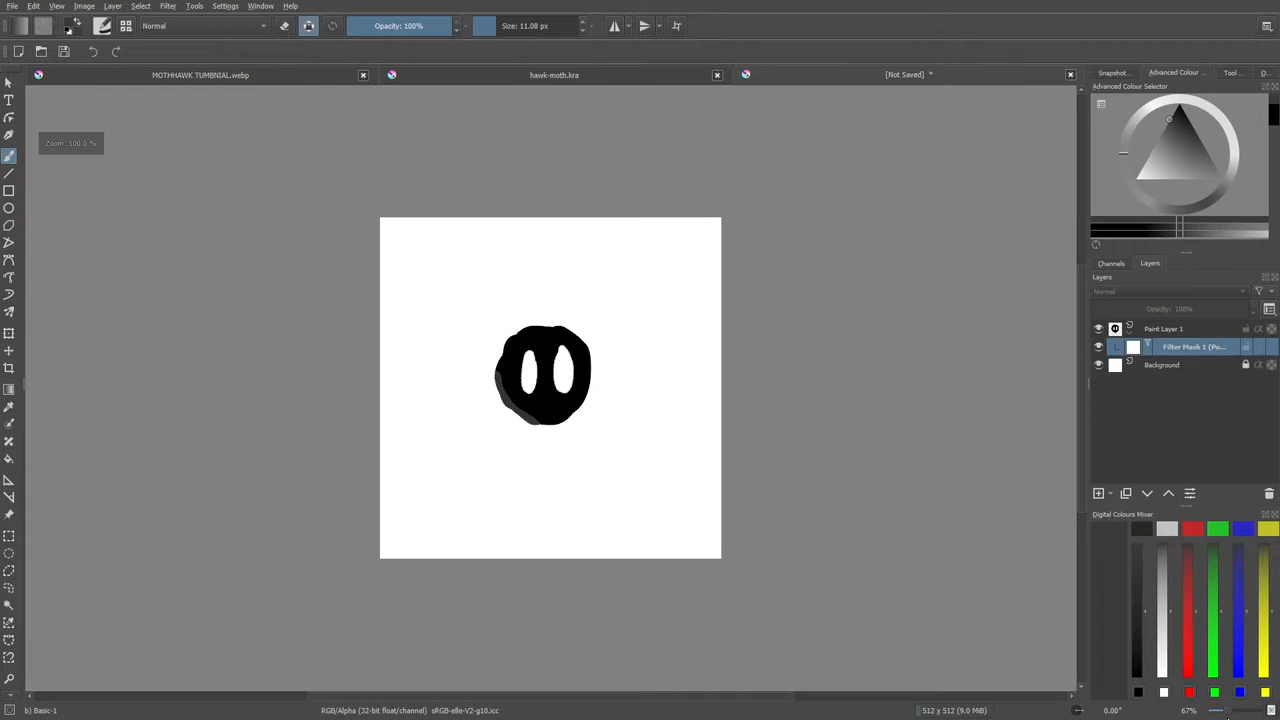 File Edit View Image Layer Select Filter Tools Settings Window Help
Normal Opacity: 100% Size: 11.08 px
MOTHHAWK TUMBNIAL.webp hawk-moth.kra [Not Saved] *
Zoom: 100.0 %
Snapshot... Advanced Colour ... Tool ... O...
Advanced Colour Selector
Channels Layers
Layers
Normal
Opacity: 100%
Paint Layer 1
Filter Mask 1 (Po...
Background
Digital Colours Mixer
b) Basic-1 RGB/Alpha (32-bit float/channel) sRGB-elle-V2-g10.icc 512 x 512 (9.0 MiB) 0.00° 67%